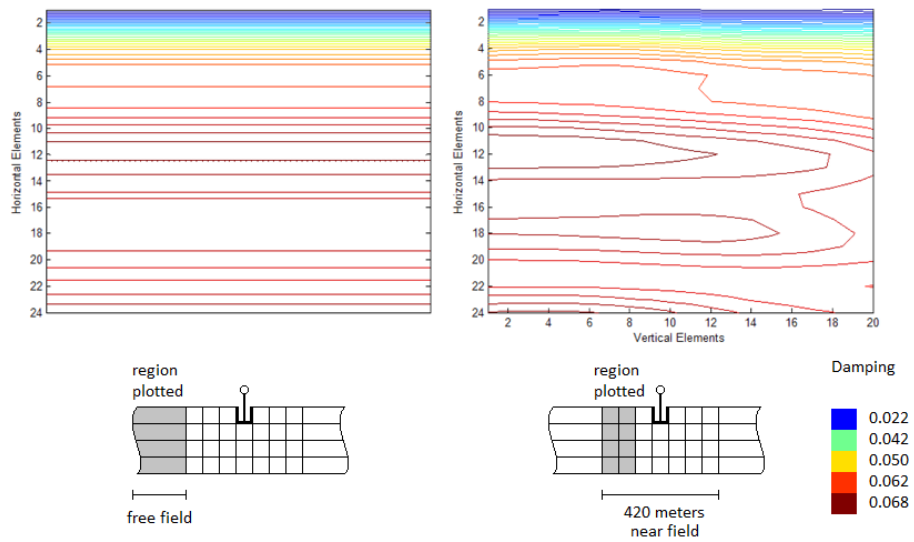 2
4
6
8
10
12
14
16
18
20
22
24
Horizontal Elements
2
4
6
8
10
12
14
16
18
20
22
24
Horizontal Elements
2 4 6 8 10 12 14 16 18 20
Vertical Elements
region
plotted
free field
region
plotted
420 meters
near field
Damping
0.022
0.042
0.050
0.062
0.068